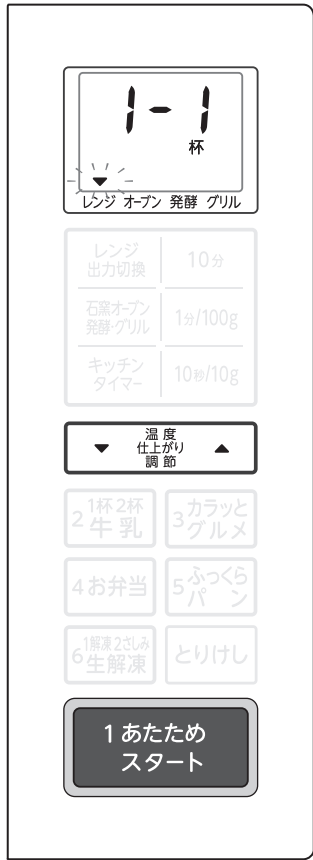 1-1
杯
レンジ オーブン 発酵 グリル
レンジ
出力切換
10分
石窯オーブン
発酵・グリル
1分/100g
キッチン
タイマー
10秒/10g
温度
▼ 仕上がり ▲
調節
1杯2杯
2牛乳
カラッと
3グルメ
4お弁当
ふっくら
5パン
1解凍2さしみ
6生解凍
とりけし
1あたため
スタート